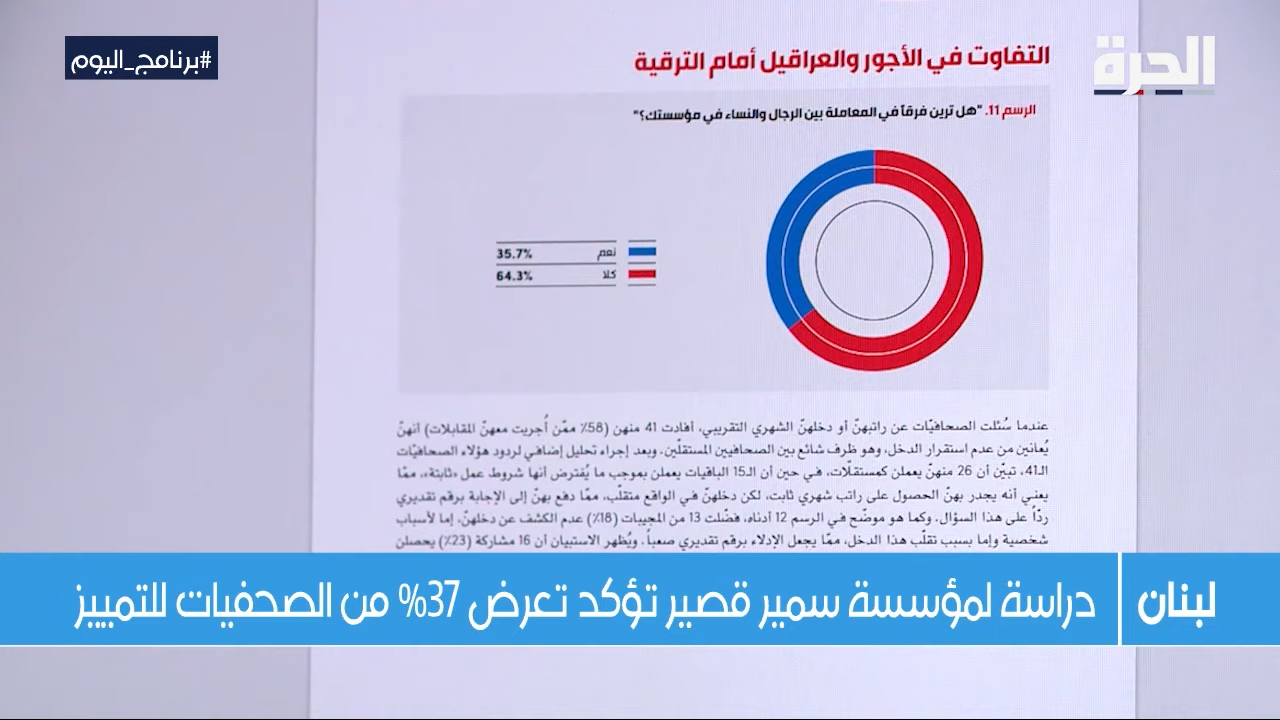 #برنامج_اليوم
الحرة
التفاوت في الأجور والعراقيل أمام الترقية
الرسم 11. "هل ترين فرقاً في المعاملة بين الرجال والنساء في مؤسستك؟"
نعم 35.7%
كلا 64.3%
عندما سُئلت الصحافيّات عن راتبهنّ أو دخلهنّ الشهري التقريبي، أفادت 41 منهن (58٪ ممّن أُجريت معهنّ المقابلات) أنهنّ
يُعانين من عدم استقرار الدخل، وهو ظرف شائع بين الصحافيين المستقلّين. وبعد إجراء تحليل إضافي لردود هؤلاء الصحافيّات
الـ41، تبيّن أن 26 منهنّ يعملن كمستقلّات، في حين أن الـ15 الباقيات يعملن بموجب ما يُفترض أنها شروط عمل «ثابتة»، ممّا
يعني أنه يجدر بهنّ الحصول على راتب شهري ثابت، لكن دخلهنّ في الواقع متقلّب، ممّا دفع بهنّ إلى الإجابة برقم تقديري
ردّاً على هذا السؤال. وكما هو موضّح في الرسم 12 أدناه، فضّلت 13 من المجيبات (18٪) عدم الكشف عن دخلهنّ، إما لأسباب
شخصية وإما بسبب تقلّب هذا الدخل، ممّا يجعل الإدلاء برقم تقديري صعباً. ويُظهر الاستبيان أن 16 مشاركة (23٪) يحصلن
لبنان
دراسة لمؤسسة سمير قصير تؤكد تعرض 37% من الصحفيات للتمييز